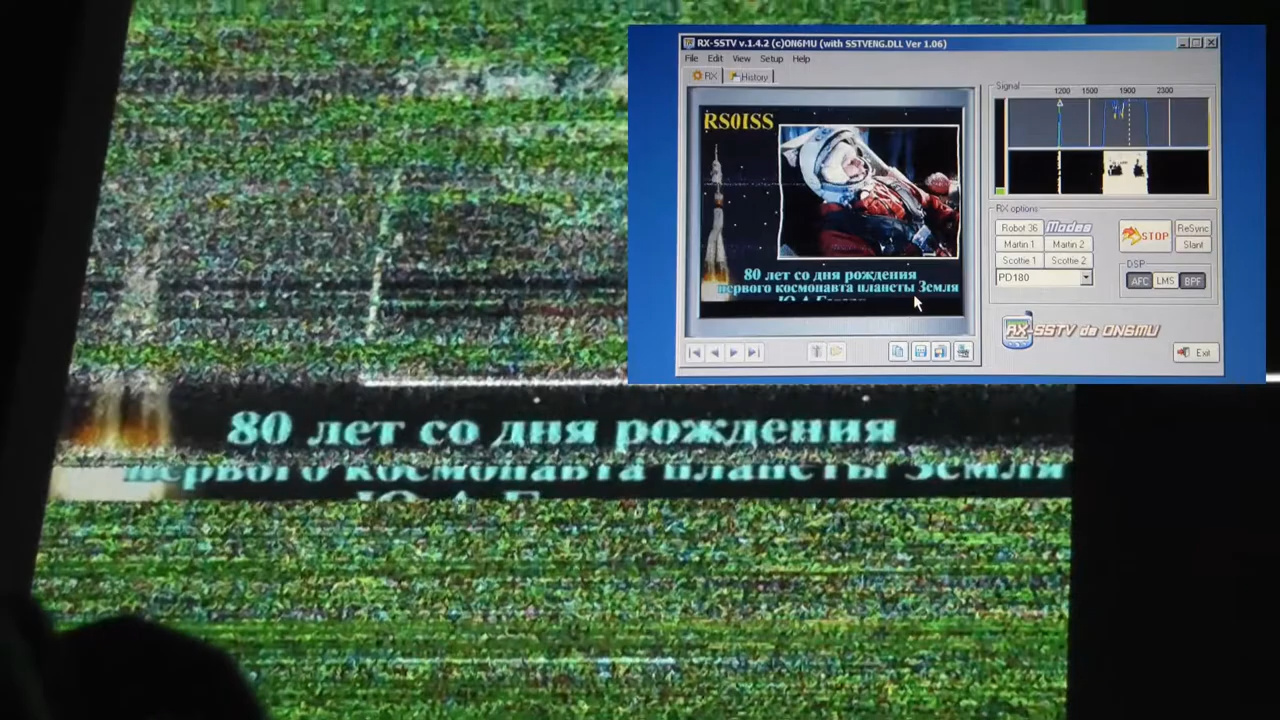 RX-SSTV v.1.4.2 (c)ON6MU (with SSTVENG.DLL Ver 1.06)
File Edit View Setup Help
RX History
Signal
1200 1500 1900 2300
RS0ISS
80 лет со дня рождения
первого космонавта планеты Земля
Ю.А.
RX options
Robot 36 Modes
Martin 1 Martin 2
Scottie 1 Scottie 2
PD180
STOP
ReSync
Slant
DSP
AFC LMS BPF
RX-SSTV de ON6MU
Exit
80 лет со дня рождения
первого космонавта планеты Земля
Ю.А.